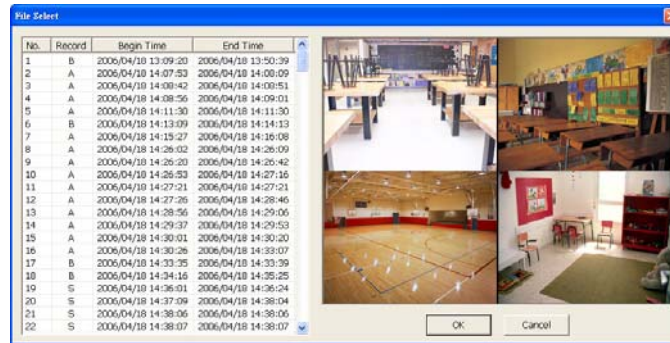 File Select
No. Record Begin Time End Time
1 B 2006/04/18 13:09:20 2006/04/18 13:50:39
2 A 2006/04/18 14:07:53 2006/04/18 14:08:09
3 A 2006/04/18 14:08:42 2006/04/18 14:08:51
4 A 2006/04/18 14:08:56 2006/04/18 14:09:01
5 A 2006/04/18 14:11:30 2006/04/18 14:11:30
6 B 2006/04/18 14:13:09 2006/04/18 14:14:13
7 A 2006/04/18 14:15:27 2006/04/18 14:16:08
8 A 2006/04/18 14:26:02 2006/04/18 14:26:09
9 A 2006/04/18 14:26:20 2006/04/18 14:26:42
10 A 2006/04/18 14:26:53 2006/04/18 14:27:16
11 A 2006/04/18 14:27:21 2006/04/18 14:27:21
12 A 2006/04/18 14:27:26 2006/04/18 14:28:46
13 A 2006/04/18 14:28:56 2006/04/18 14:29:06
14 A 2006/04/18 14:29:37 2006/04/18 14:29:53
15 A 2006/04/18 14:30:01 2006/04/18 14:30:20
16 A 2006/04/18 14:30:26 2006/04/18 14:33:07
17 B 2006/04/18 14:33:35 2006/04/18 14:33:39
18 B 2006/04/18 14:34:16 2006/04/18 14:35:25
19 S 2006/04/18 14:36:01 2006/04/18 14:36:24
20 S 2006/04/18 14:37:09 2006/04/18 14:38:04
21 S 2006/04/18 14:38:06 2006/04/18 14:38:06
22 S 2006/04/18 14:38:07 2006/04/18 14:38:07
OK Cancel